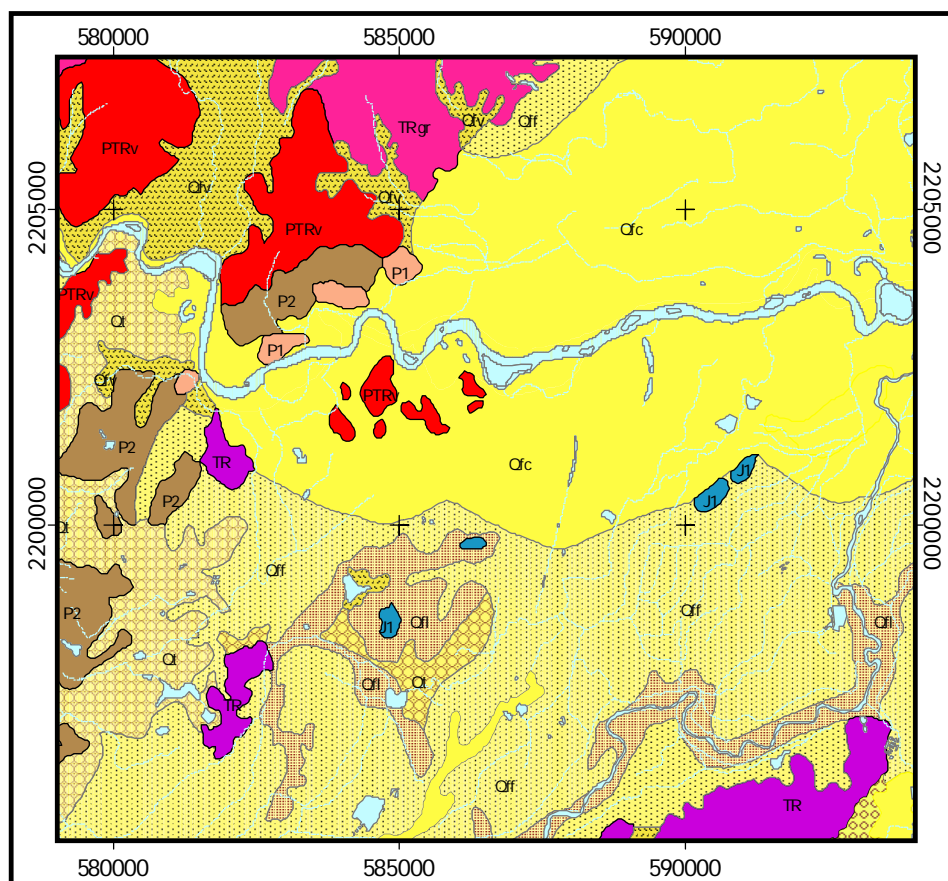 580000 585000 590000
2205000
2205000
2200000
2200000
Qfv
Qff
TRgr
PTRv
Qfv
Qfv
PTRv
Qfc
P1
P2
PTRv
Qt
P1
Qfv
PTRv
P2
TR
Qfc
J1
J1
P2
Qt
Qff
Qff
P2
J1
Qfl
Qfl
Qt
Qfl
Qt
TR
Qff
TR
580000 585000 590000